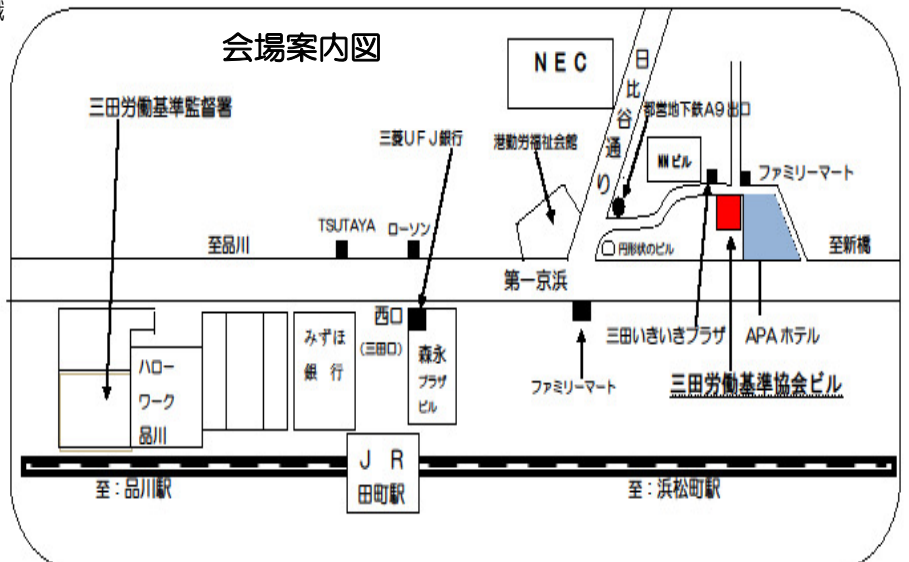 会場案内図
NEC
日比谷通り
三田労働基準監督署
都営地下鉄A9出口
三菱UFJ銀行
港勤労福祉会館
NNビル
ファミリーマート
TSUTAYA
ローソン
至品川
円形状のビル
至新橋
第一京浜
西口
(三田口)
みずほ
銀行
森永
プラザ
ビル
三田いきいきプラザ
APAホテル
ハロー
ワーク
品川
ファミリーマート
三田労働基準協会ビル
JR
田町駅
至:品川駅
至:浜松町駅